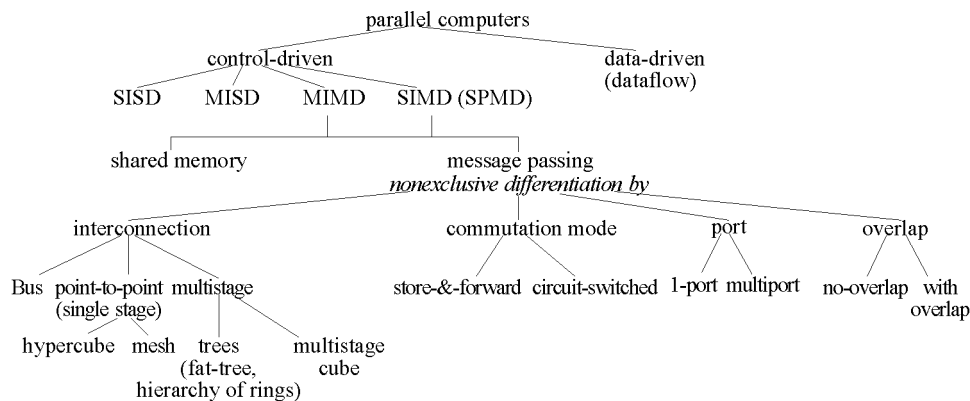 parallel computers
control-driven
data-driven
(dataflow)
SISD
MISD
MIMD
SIMD (SPMD)
shared memory
message passing
nonexclusive differentiation by
interconnection
commutation mode
port
overlap
Bus
point-to-point
(single stage)
multistage
store-&-forward
circuit-switched
1-port
multiport
no-overlap
with
overlap
hypercube
mesh
trees
(fat-tree,
hierarchy of rings)
multistage
cube